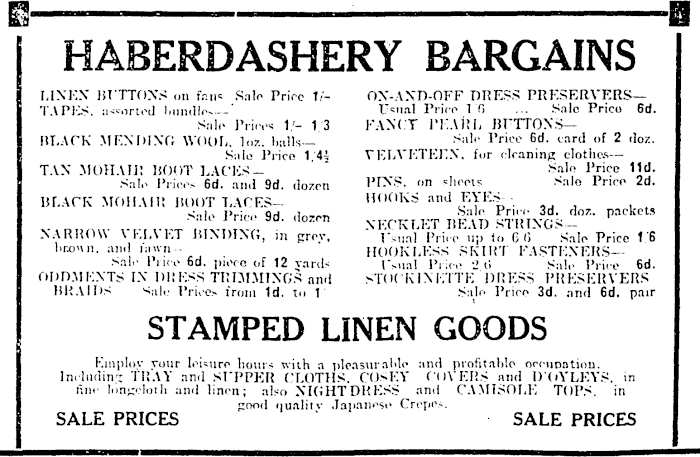 HABERDASHERY BARGAINS
LINEN BUTTONS on fans Sale Price 1/-
TAPES, assorted bundles—
Sale Prices 1/- 1/3
BLACK MENDING WOOL, 1oz. balls—
Sale Price 1/4½
TAN MOHAIR BOOT LACES—
Sale Prices 6d. and 9d. dozen
BLACK MOHAIR BOOT LACES—
Sale Price 9d. dozen
NARROW VELVET BINDING, in grey,
brown, and fawn—
Sale Price 6d. piece of 12 yards
ODDMENTS IN DRESS TRIMMINGS and
BRAIDS Sale Prices from 1d. to 1/
ON-AND-OFF DRESS PRESERVERS—
Usual Price 1/6 ... Sale Price 6d.
FANCY PEARL BUTTONS—
Sale Price 6d. card of 2 doz.
VELVETEEN, for cleaning clothes—
Sale Price 11d.
PINS, on sheets Sale Price 2d.
HOOKS and EYES—
Sale Price 3d. doz. packets
NECKLET BEAD STRINGS—
Usual Price up to 6/6 Sale Price 1/6
HOOKLESS SKIRT FASTENERS—
Usual Price 2/6 Sale Price 6d.
STOCKINETTE DRESS PRESERVERS
Sale Price 3d. and 6d. pair
STAMPED LINEN GOODS
Employ your leisure hours with a pleasurable and profitable occupation.
Including TRAY and SUPPER CLOTHS, COSEY COVERS and D'OYLEYS, in
fine longcloth and linen; also NIGHTDRESS and CAMISOLE TOPS, in
good quality Japanese Crepes.
SALE PRICES SALE PRICES